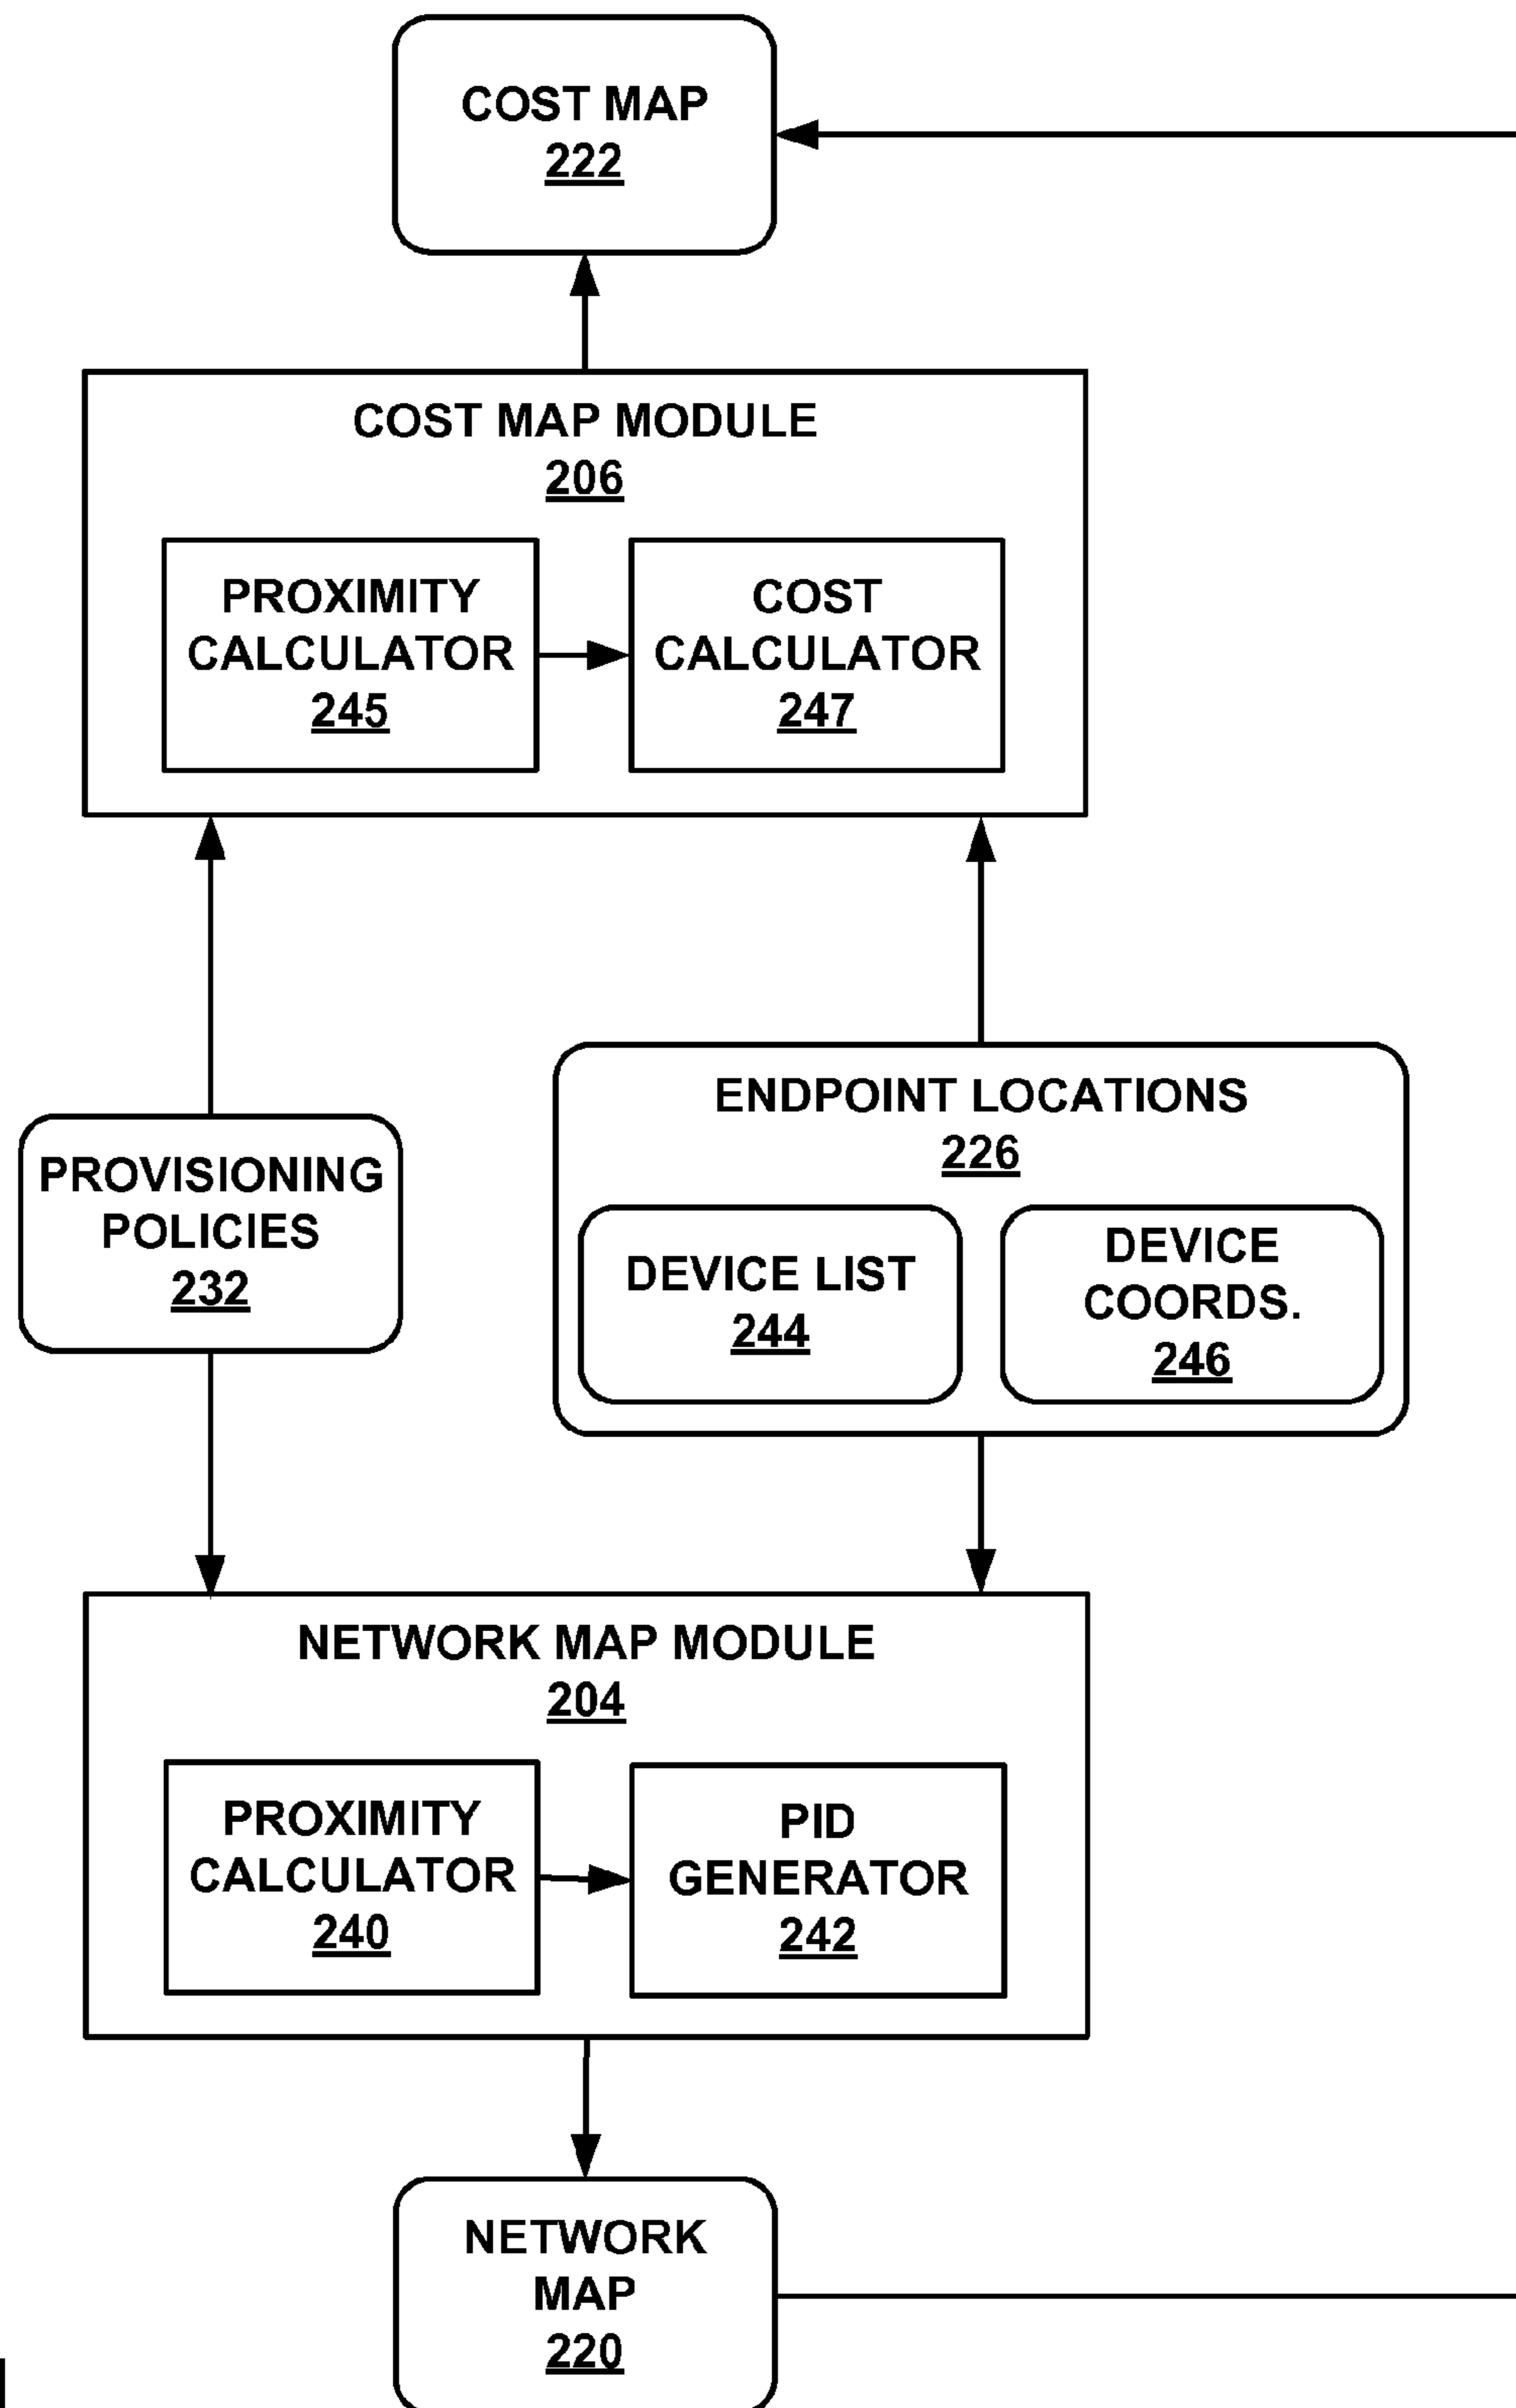 COST MAP
222
COST MAP MODULE
206
PROXIMITY
CALCULATOR
245
COST
CALCULATOR
247
PROVISIONING
POLICIES
232
ENDPOINT LOCATIONS
226
DEVICE LIST
244
DEVICE
COORDS.
246
NETWORK MAP MODULE
204
PROXIMITY
CALCULATOR
240
PID
GENERATOR
242
NETWORK
MAP
220